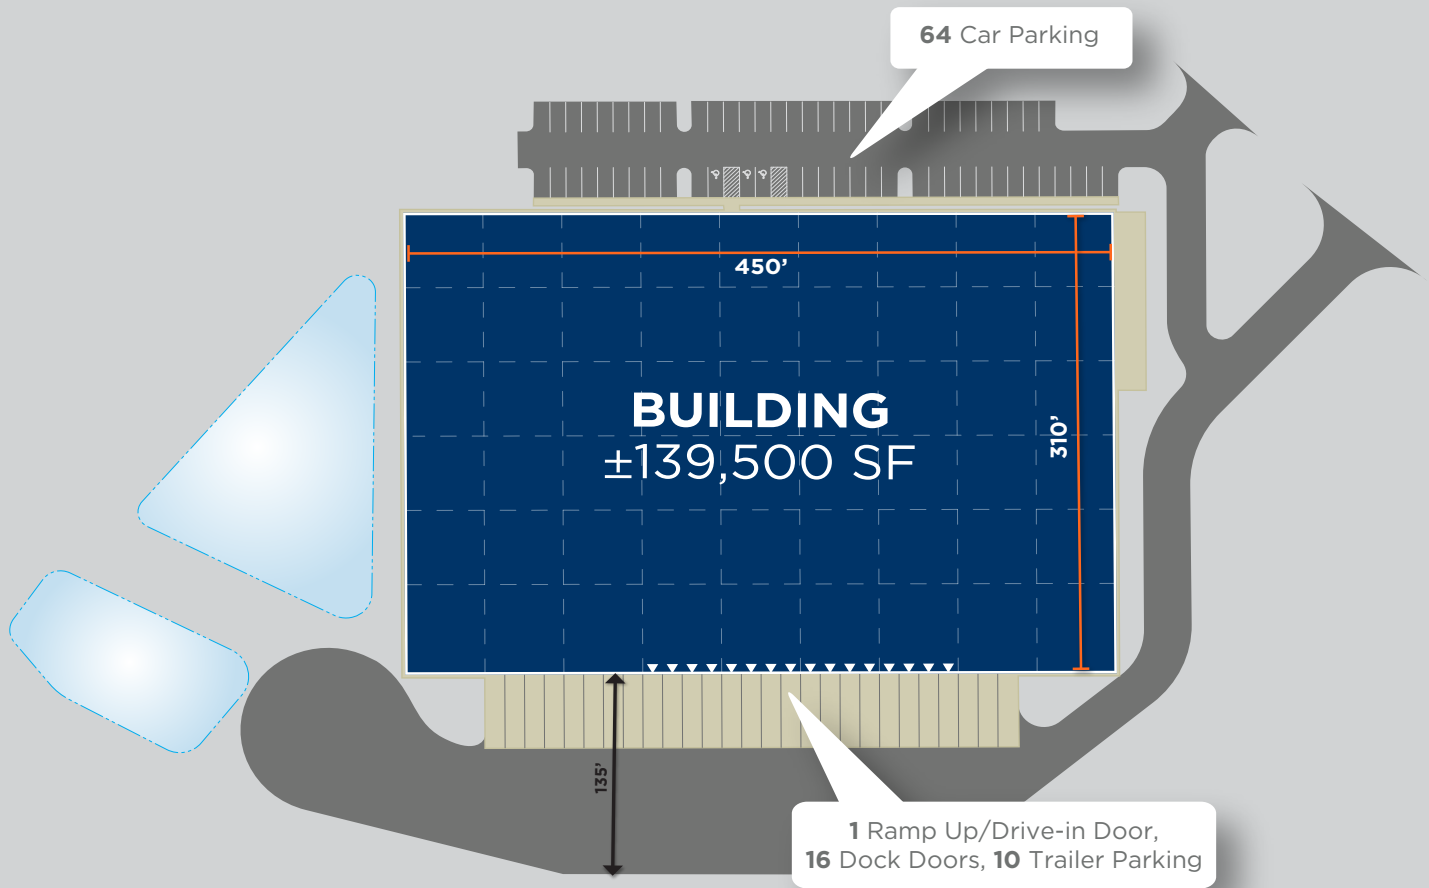 64 Car Parking
450’
BUILDING
±139,500 SF
310’
135’
1 Ramp Up/Drive-in Door,
16 Dock Doors, 10 Trailer Parking